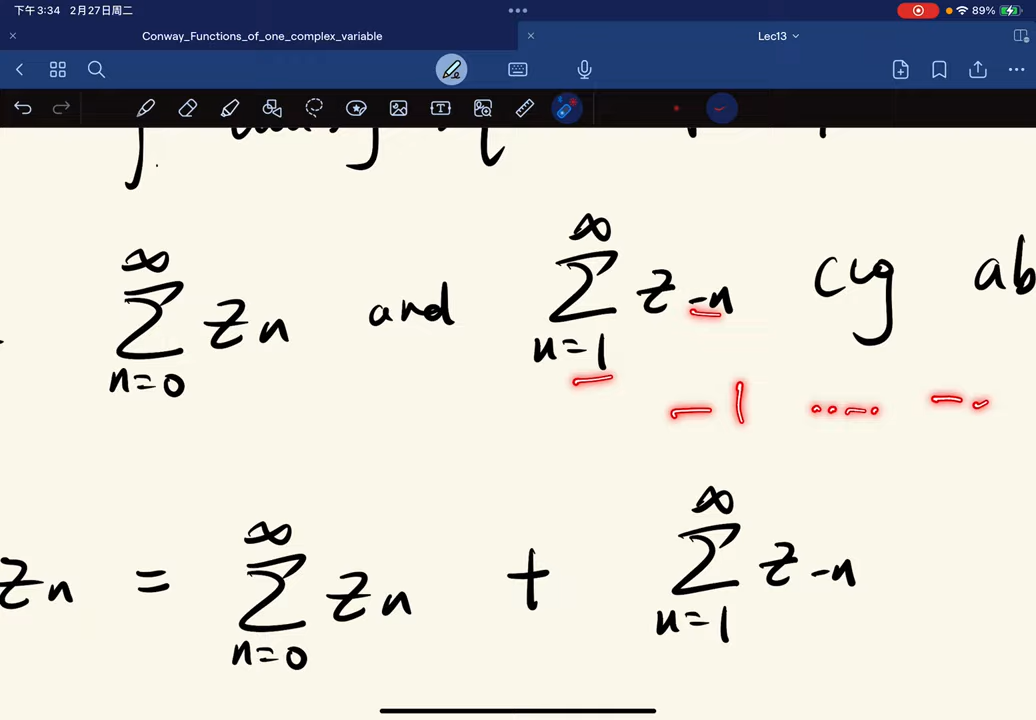 下午3:34 2月27日周二 89%
Conway_Functions_of_one_complex_variable Lec13
∞ ∞
∑ z_n and ∑ z_{-n} cvg ab
n=0 n=1
-1
∞ ∞
z_n = ∑ z_n + ∑ z_{-n}
n=0 n=1